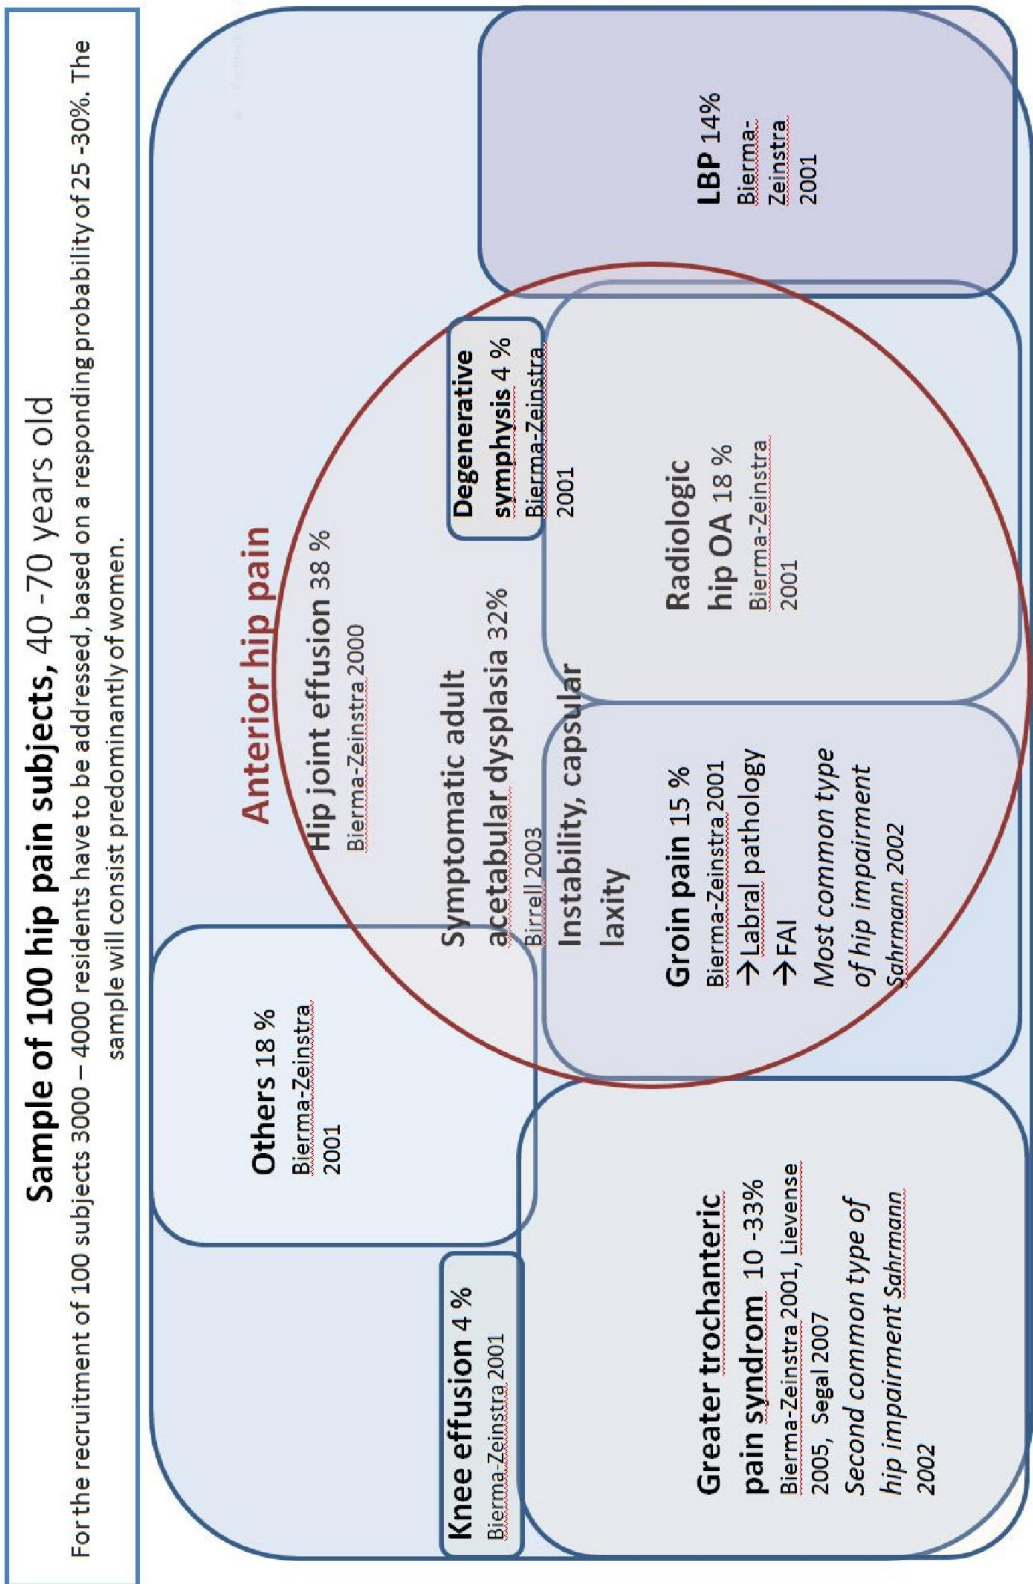 Sample of 100 hip pain subjects, 40 -70 years old
For the recruitment of 100 subjects 3000 – 4000 residents have to be addressed, based on a responding probability of 25 -30%. The
sample will consist predominantly of women.
Anterior hip pain
Hip joint effusion 38 %
Bierma-Zeinstra 2000
Others 18 %
Bierma-Zeinstra
2001
Knee effusion 4 %
Bierma-Zeinstra 2001
Symptomatic adult
acetabular dysplasia 32%
Birrell 2003
Instability, capsular
laxity
Degenerative
symphysis 4 %
Bierma-Zeinstra
2001
Greater trochanteric
pain syndrom 10 -33%
Bierma-Zeinstra 2001, Lievense
2005, Segal 2007
Second common type of
hip impairment Sahrmann
2002
Groin pain 15 %
Bierma-Zeinstra 2001
→Labral pathology
→FAI
Most common type
of hip impairment
Sahrmann 2002
Radiologic
hip OA 18 %
Bierma-Zeinstra
2001
LBP 14%
Bierma-
Zeinstra
2001